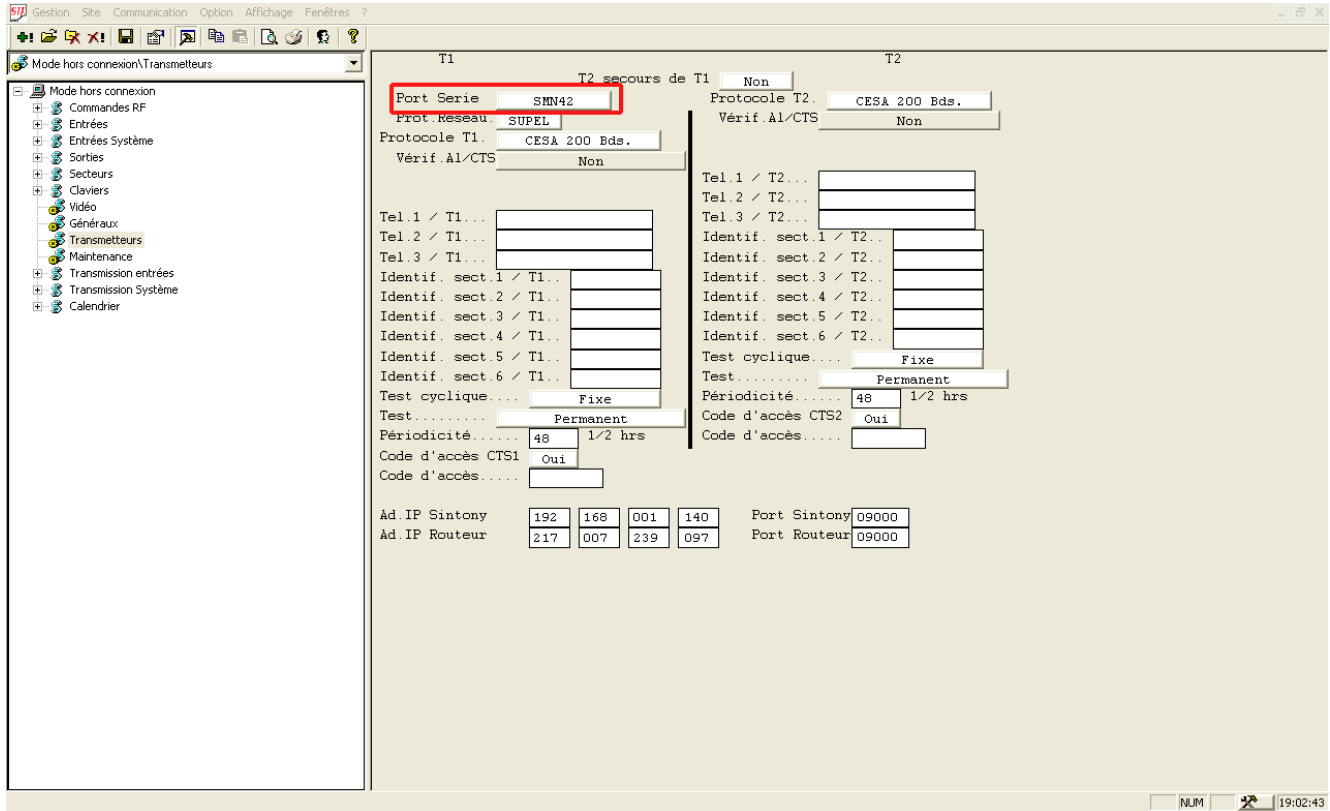 SIJ Gestion Site Communication Option Affichage Fenêtres ?
Mode hors connexion\Transmetteurs
Mode hors connexion
Commandes RF
Entrées
Entrées Système
Sorties
Secteurs
Claviers
Vidéo
Généraux
Transmetteurs
Maintenance
Transmission entrées
Transmission Système
Calendrier
T1 T2
T2 secours de T1 Non
Port Serie SMN42
Prot.Reseau. SUPEL
Protocole T1. CESA 200 Bds.
Vérif.Al/CTS Non
Tel.1 / T1...
Tel.2 / T1...
Tel.3 / T1...
Identif. sect.1 / T1..
Identif. sect.2 / T1..
Identif. sect.3 / T1..
Identif. sect.4 / T1..
Identif. sect.5 / T1..
Identif. sect.6 / T1..
Test cyclique.... Fixe
Test......... Permanent
Périodicité...... 48 1/2 hrs
Code d'accès CTS1 Oui
Code d'accès.....
Protocole T2. CESA 200 Bds.
Vérif.Al/CTS Non
Tel.1 / T2...
Tel.2 / T2...
Tel.3 / T2...
Identif. sect.1 / T2..
Identif. sect.2 / T2..
Identif. sect.3 / T2..
Identif. sect.4 / T2..
Identif. sect.5 / T2..
Identif. sect.6 / T2..
Test cyclique.... Fixe
Test......... Permanent
Périodicité...... 48 1/2 hrs
Code d'accès CTS2 Oui
Code d'accès.....
Ad.IP Sintony 192 168 001 140 Port Sintony 09000
Ad.IP Routeur 217 007 239 097 Port Routeur 09000
NUM 19:02:43